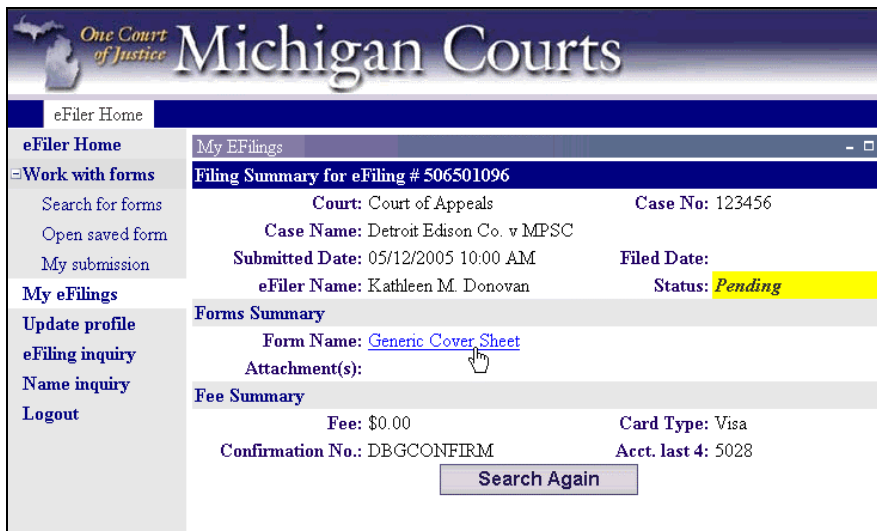 One Court
of Justice
Michigan Courts
eFiler Home
eFiler Home
Work with forms
Search for forms
Open saved form
My submission
My eFilings
Update profile
eFiling inquiry
Name inquiry
Logout
My EFilings
Filing Summary for eFiling # 506501096
Court: Court of Appeals Case No: 123456
Case Name: Detroit Edison Co. v MPSC
Submitted Date: 05/12/2005 10:00 AM Filed Date:
eFiler Name: Kathleen M. Donovan Status: Pending
Forms Summary
Form Name: Generic Cover Sheet
Attachment(s):
Fee Summary
Fee: $0.00 Card Type: Visa
Confirmation No.: DBGCONFIRM Acct. last 4: 5028
Search Again